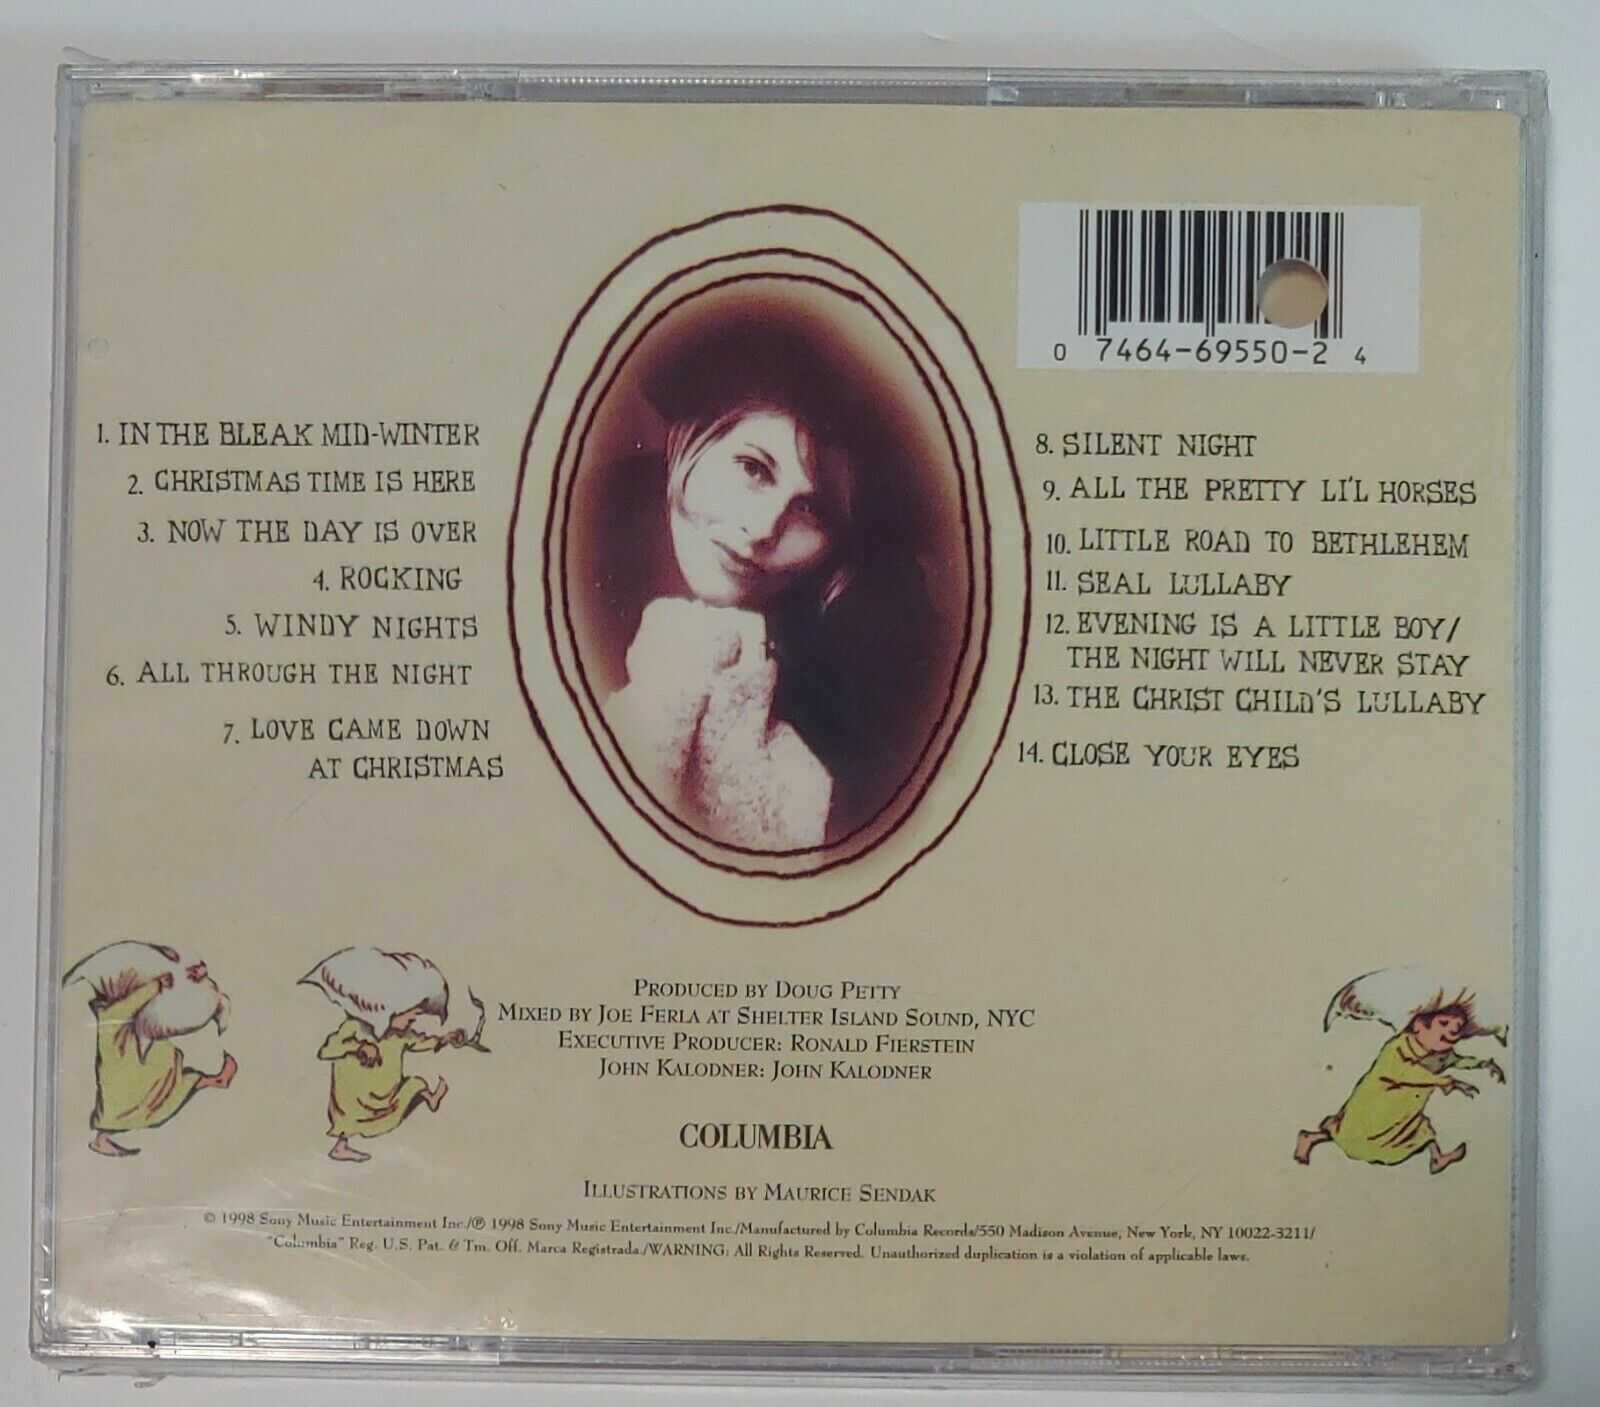 0 7464-69550-2 4
1. IN THE BLEAK MID-WINTER
2. CHRISTMAS TIME IS HERE
3. NOW THE DAY IS OVER
4. ROCKING
5. WINDY NIGHTS
6. ALL THROUGH THE NIGHT
7. LOVE CAME DOWN
AT CHRISTMAS
8. SILENT NIGHT
9. ALL THE PRETTY LI'L HORSES
10. LITTLE ROAD TO BETHLEHEM
11. SEAL LULLABY
12. EVENING IS A LITTLE BOY/
THE NIGHT WILL NEVER STAY
13. THE CHRIST CHILD'S LULLABY
14. CLOSE YOUR EYES
PRODUCED BY DOUG PETTY
MIXED BY JOE FERLA AT SHELTER ISLAND SOUND, NYC
EXECUTIVE PRODUCER: RONALD FIERSTEIN
JOHN KALODNER: JOHN KALODNER
COLUMBIA
ILLUSTRATIONS BY MAURICE SENDAK
© 1998 Sony Music Entertainment Inc./℗ 1998 Sony Music Entertainment Inc./Manufactured by Columbia Records/550 Madison Avenue, New York, NY 10022-3211/
"Columbia" Reg. U.S. Pat. & Tm. Off. Marca Registrada./WARNING: All Rights Reserved. Unauthorized duplication is a violation of applicable laws.